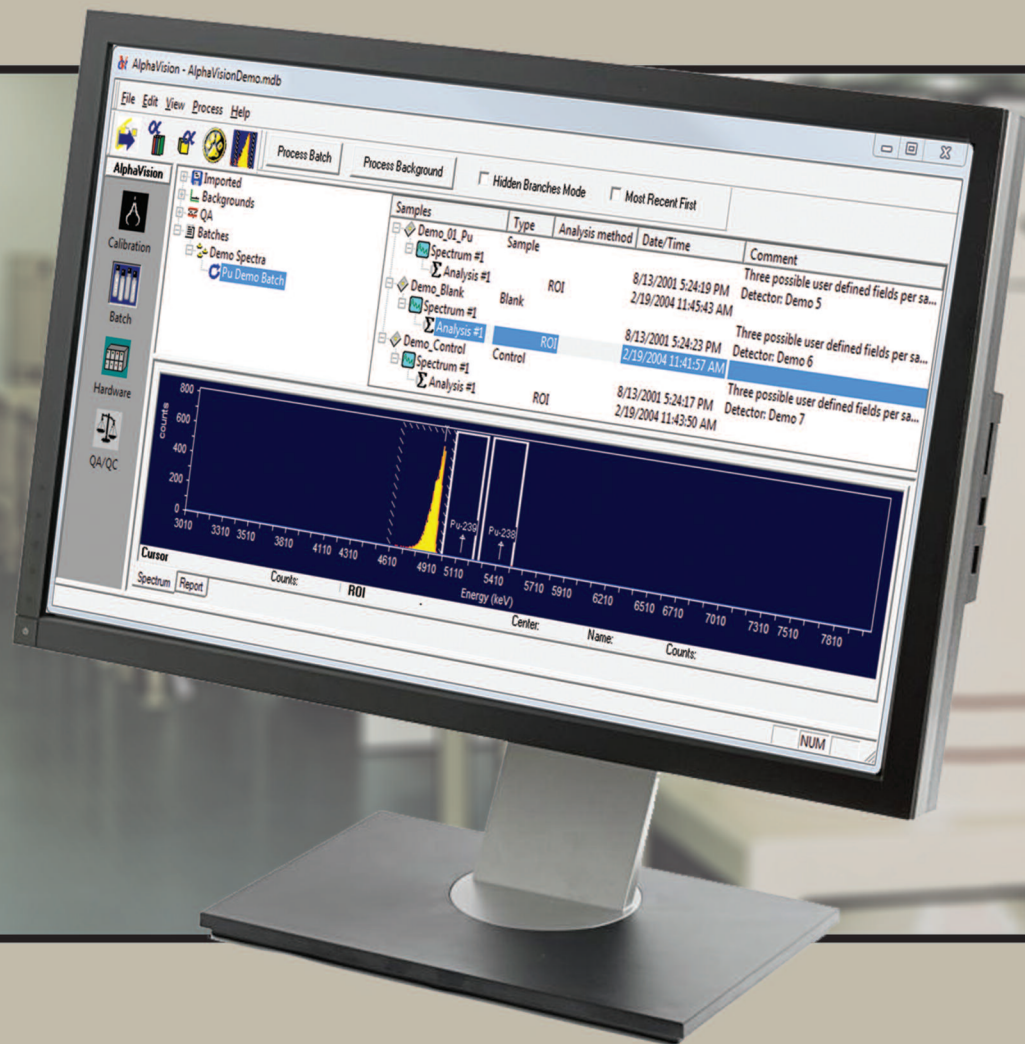 AlphaVision - AlphaVisionDemo.mdb
File Edit View Process Help
Process Batch Process Background Hidden Branches Mode Most Recent First
AlphaVision
Calibration
Batch
Hardware
QA/QC
Imported
Backgrounds
QA
Batches
Demo Spectra
Pu Demo Batch
Samples Type Analysis method Date/Time Comment
Demo_01_Pu Sample Three possible user defined fields per sa...
Spectrum #1 8/13/2001 5:24:19 PM Detector: Demo 5
Analysis #1 ROI 2/19/2004 11:45:43 AM
Demo_Blank Blank Three possible user defined fields per sa...
Spectrum #1 8/13/2001 5:24:23 PM Detector: Demo 6
Analysis #1 ROI 2/19/2004 11:41:57 AM
Demo_Control Control Three possible user defined fields per sa...
Spectrum #1 8/13/2001 5:24:17 PM Detector: Demo 7
Analysis #1 ROI 2/19/2004 11:43:50 AM
800
600
400
200
0
counts
Pu-239 Pu-238
3010 3310 3510 3810 4110 4310 4610 4910 5110 5410 5710 5910 6210 6510 6710 7010 7310 7510 7810
Energy (keV)
Cursor Counts: ROI Center: Name: Counts:
Spectrum Report
NUM